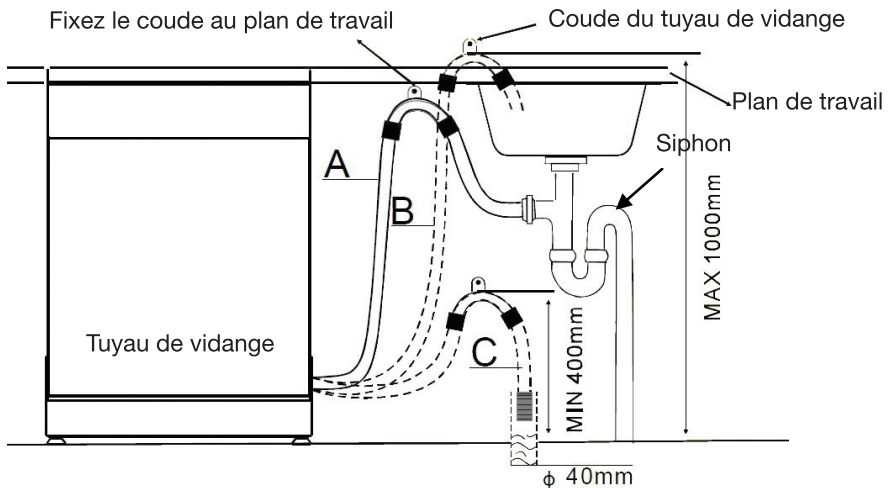 Fixez le coude au plan de travail
Coude du tuyau de vidange
Plan de travail
Siphon
A
B
MAX 1000mm
Tuyau de vidange
C
MIN 400mm
ϕ 40mm